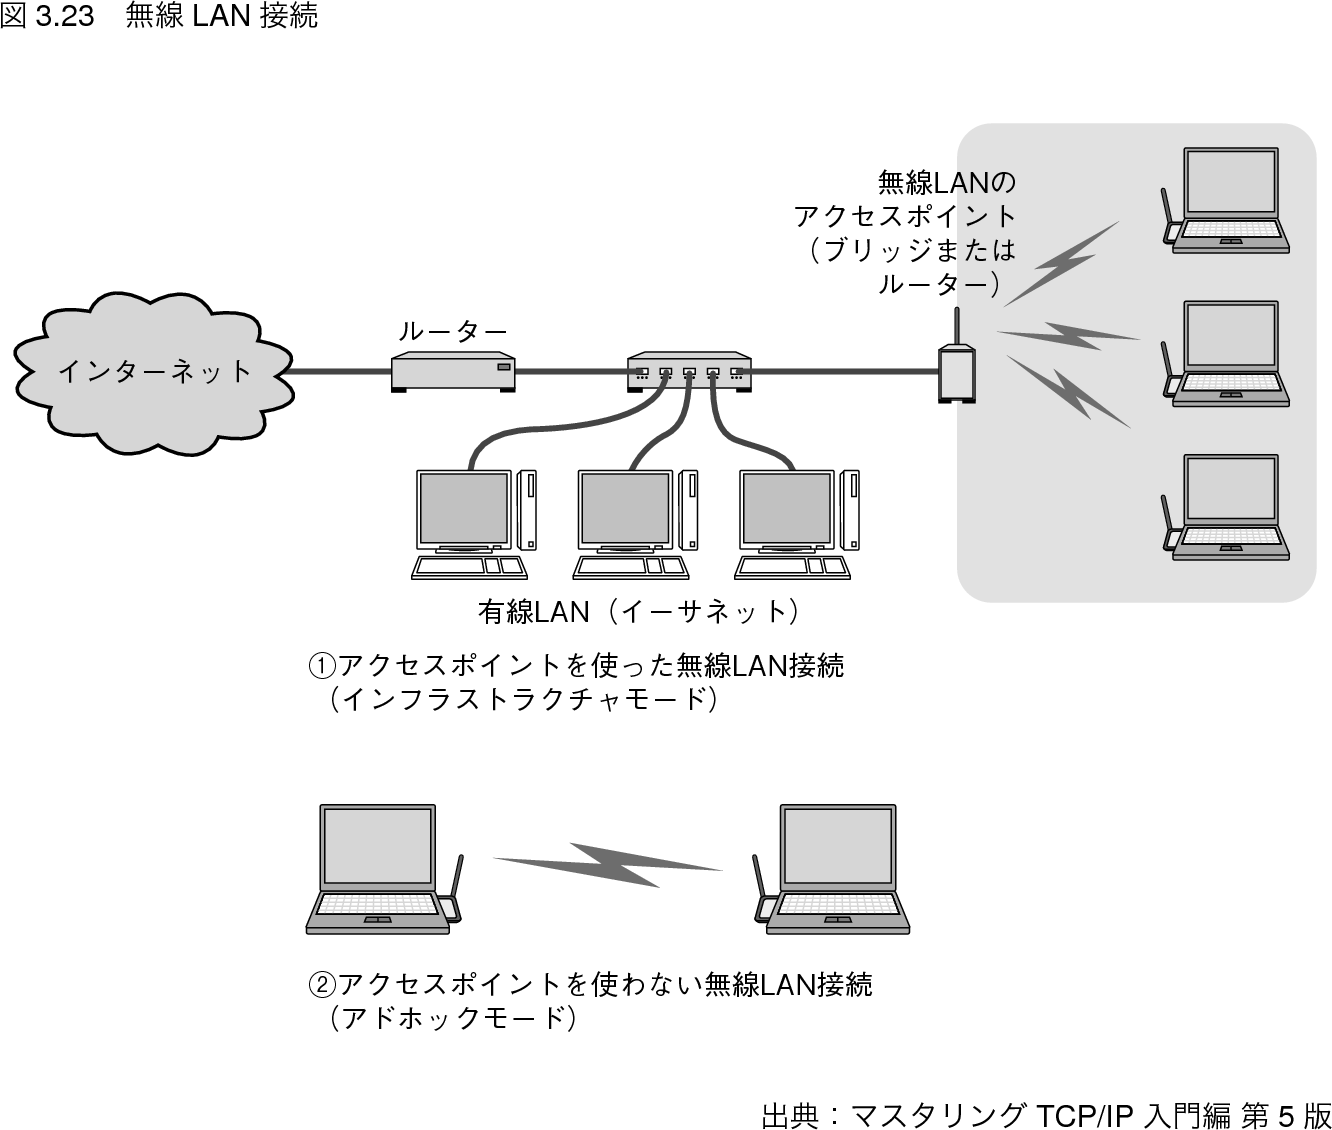 図 3.23　無線 LAN 接続
無線LANの
アクセスポイント
（ブリッジまたは
ルーター）
ルーター
インターネット
有線LAN（イーサネット）
①アクセスポイントを使った無線LAN接続
（インフラストラクチャモード）
②アクセスポイントを使わない無線LAN接続
（アドホックモード）
出典：マスタリング TCP/IP 入門編 第 5 版